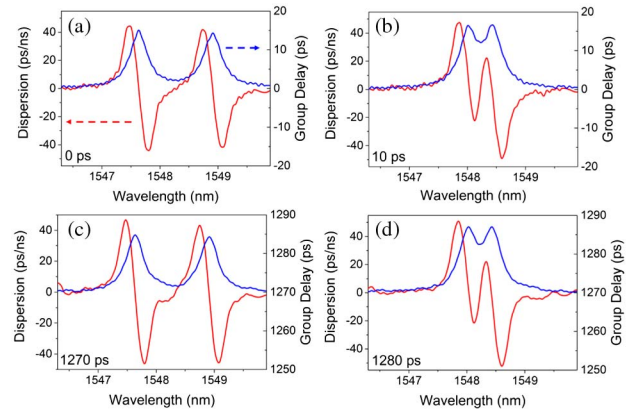 (a)
Dispersion (ps/ns)
40
20
0
-20
-40
20
10
0
-10
-20
Group Delay (ps)
0 ps
1547 1548 1549
Wavelength (nm)
(b)
Dispersion (ps/ns)
40
20
0
-20
-40
20
10
0
-10
-20
Group Delay (ps)
10 ps
1547 1548 1549
Wavelength (nm)
(c)
Dispersion (ps/ns)
40
20
0
-20
-40
1290
1280
1270
1260
1250
Group Delay (ps)
1270 ps
1547 1548 1549
Wavelength (nm)
(d)
Dispersion (ps/ns)
40
20
0
-20
-40
1290
1280
1270
1260
1250
Group Delay (ps)
1280 ps
1547 1548 1549
Wavelength (nm)